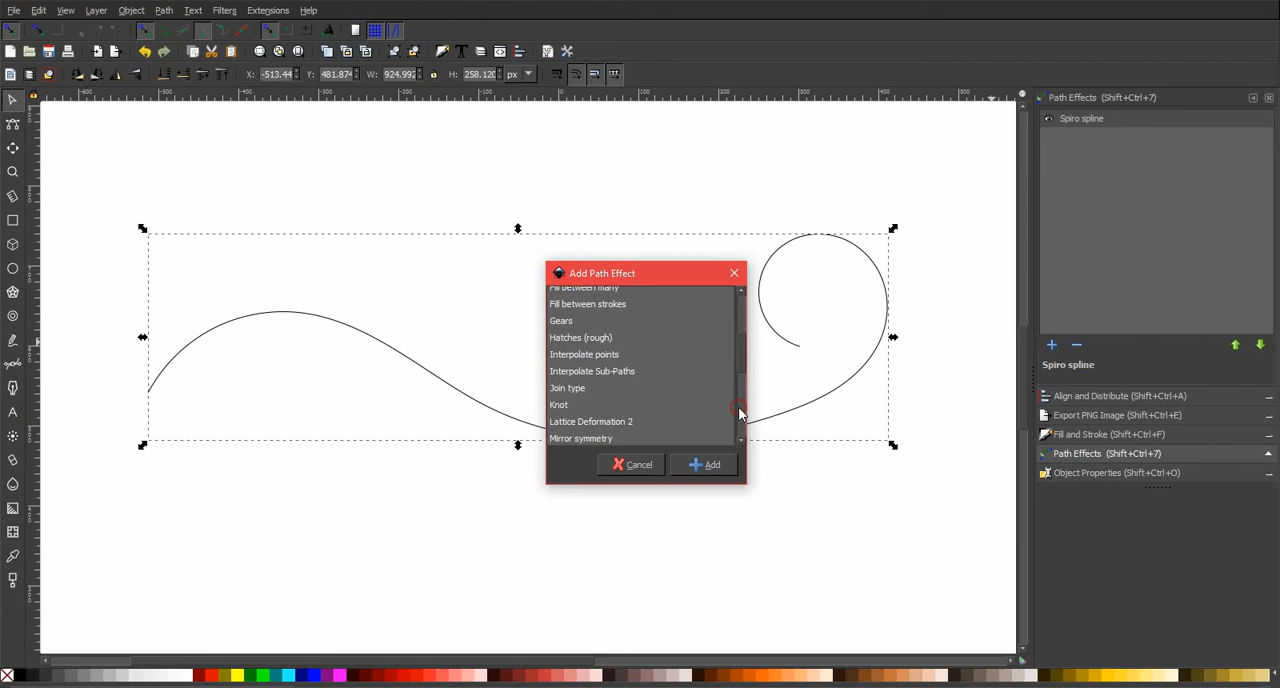 File Edit View Layer Object Path Text Filters Extensions Help
X: -513.44 Y: 481.874 W: 924.992 H: 258.120 px
Path Effects (Shift+Ctrl+7)
Spiro spline
Add Path Effect
Fill between many
Fill between strokes
Gears
Hatches (rough)
Interpolate points
Interpolate Sub-Paths
Join type
Knot
Lattice Deformation 2
Mirror symmetry
Cancel Add
Spiro spline
Align and Distribute (Shift+Ctrl+A)
Export PNG Image (Shift+Ctrl+E)
Fill and Stroke (Shift+Ctrl+F)
Path Effects (Shift+Ctrl+7)
Object Properties (Shift+Ctrl+O)